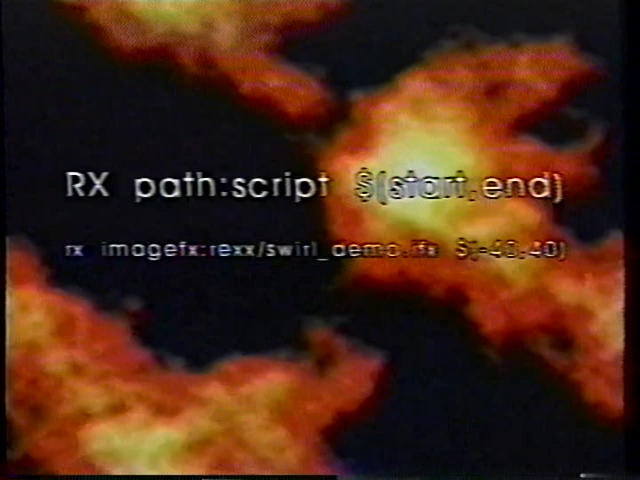 RX path:script $(start,end)
rx imagefx:rexx/swirl_demo.ifx $(-40,40)